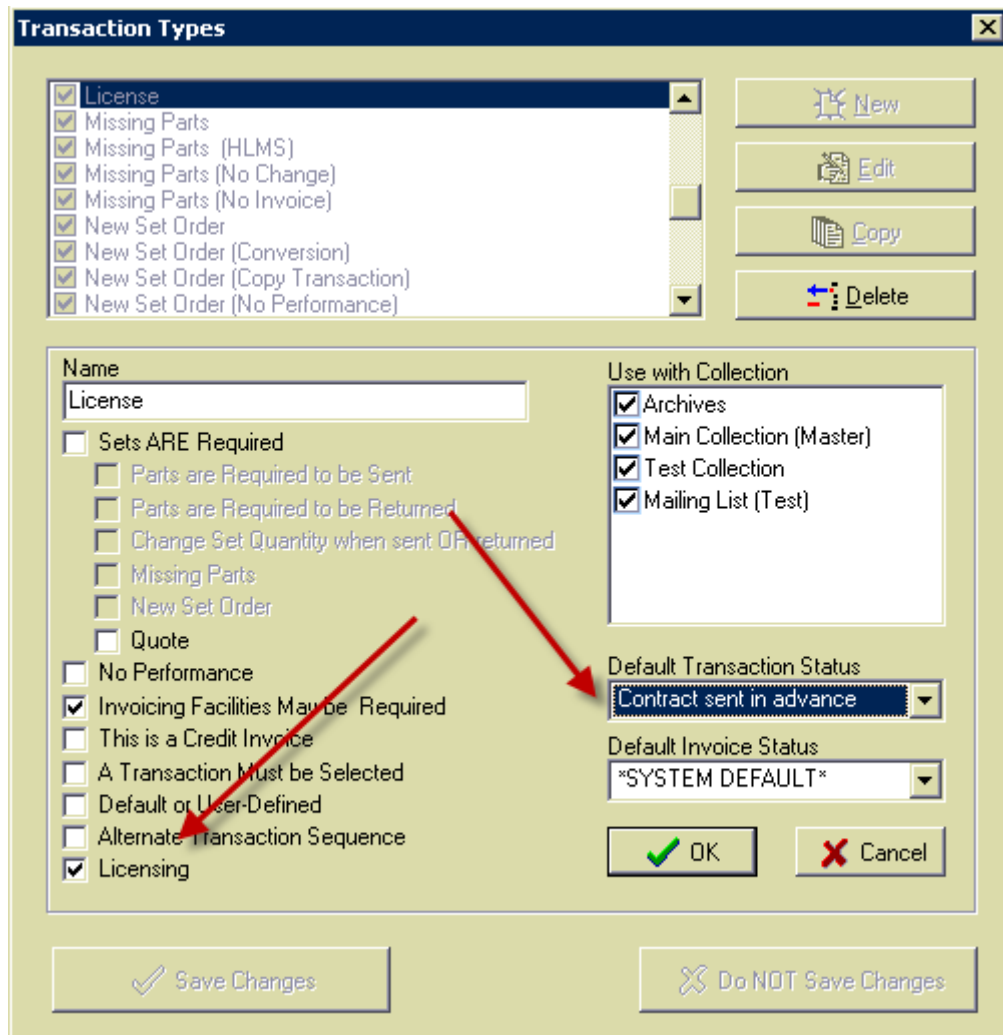 Transaction Types
License
Missing Parts
Missing Parts (HLMS)
Missing Parts (No Change)
Missing Parts (No Invoice)
New Set Order
New Set Order (Conversion)
New Set Order (Copy Transaction)
New Set Order (No Performance)
New
Edit
Copy
Delete
Name
License
Sets ARE Required
Parts are Required to be Sent
Parts are Required to be Returned
Change Set Quantity when sent OR returned
Missing Parts
New Set Order
Quote
No Performance
Invoicing Facilities May be Required
This is a Credit Invoice
A Transaction Must be Selected
Default or User-Defined
Alternate Transaction Sequence
Licensing
Use with Collection
Archives
Main Collection (Master)
Test Collection
Mailing List (Test)
Default Transaction Status
Contract sent in advance
Default Invoice Status
*SYSTEM DEFAULT*
OK
Cancel
Save Changes
Do NOT Save Changes